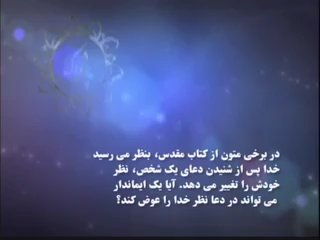 در برخی متون از کتاب مقدس، بنظر می رسید
خدا پس از شنیدن دعای یک شخص، نظر
خودش را تغییر می دهد. آیا یک ایماندار
می تواند در دعا نظر خدا را عوض کند؟